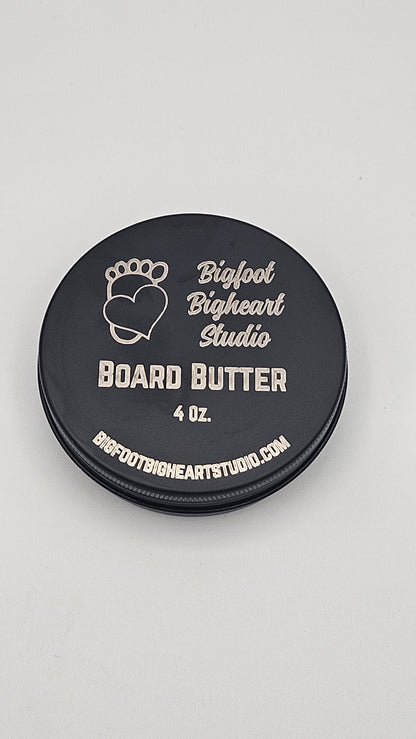 Bigfoot
Bigheart
Studio
BOARD BUTTER
4 OZ.
BIGFOOTBIGHEARTSTUDIO.COM